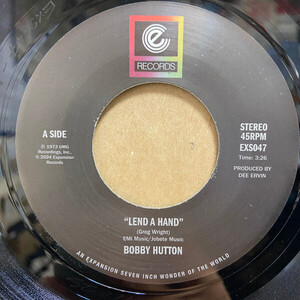 e
RECORDS
A SIDE
STEREO
45RPM
EXS047
℗ 1973 UMG
Recordings, Inc.,
© 2024 Expansion
Records
Time: 3:26
PRODUCED BY
DEE ERVIN
"LEND A HAND"
(Greg Wright)
EMI Music/Jobete Music
BOBBY HUTTON
AN EXPANSION SEVEN INCH WONDER OF THE WORLD